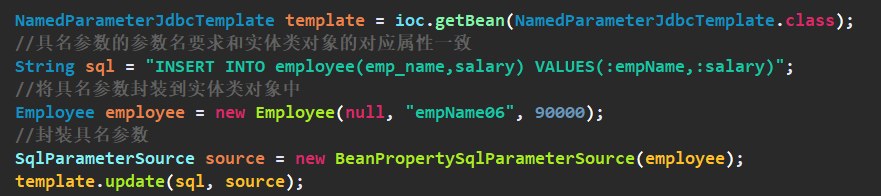 NamedParameterJdbcTemplate template = ioc.getBean(NamedParameterJdbcTemplate.class);
//具名参数的参数名要求和实体类对象的对应属性一致
String sql = "INSERT INTO employee(emp_name,salary) VALUES(:empName,:salary)";
//将具名参数封装到实体类对象中
Employee employee = new Employee(null, "empName06", 90000);
//封装具名参数
SqlParameterSource source = new BeanPropertySqlParameterSource(employee);
template.update(sql, source);